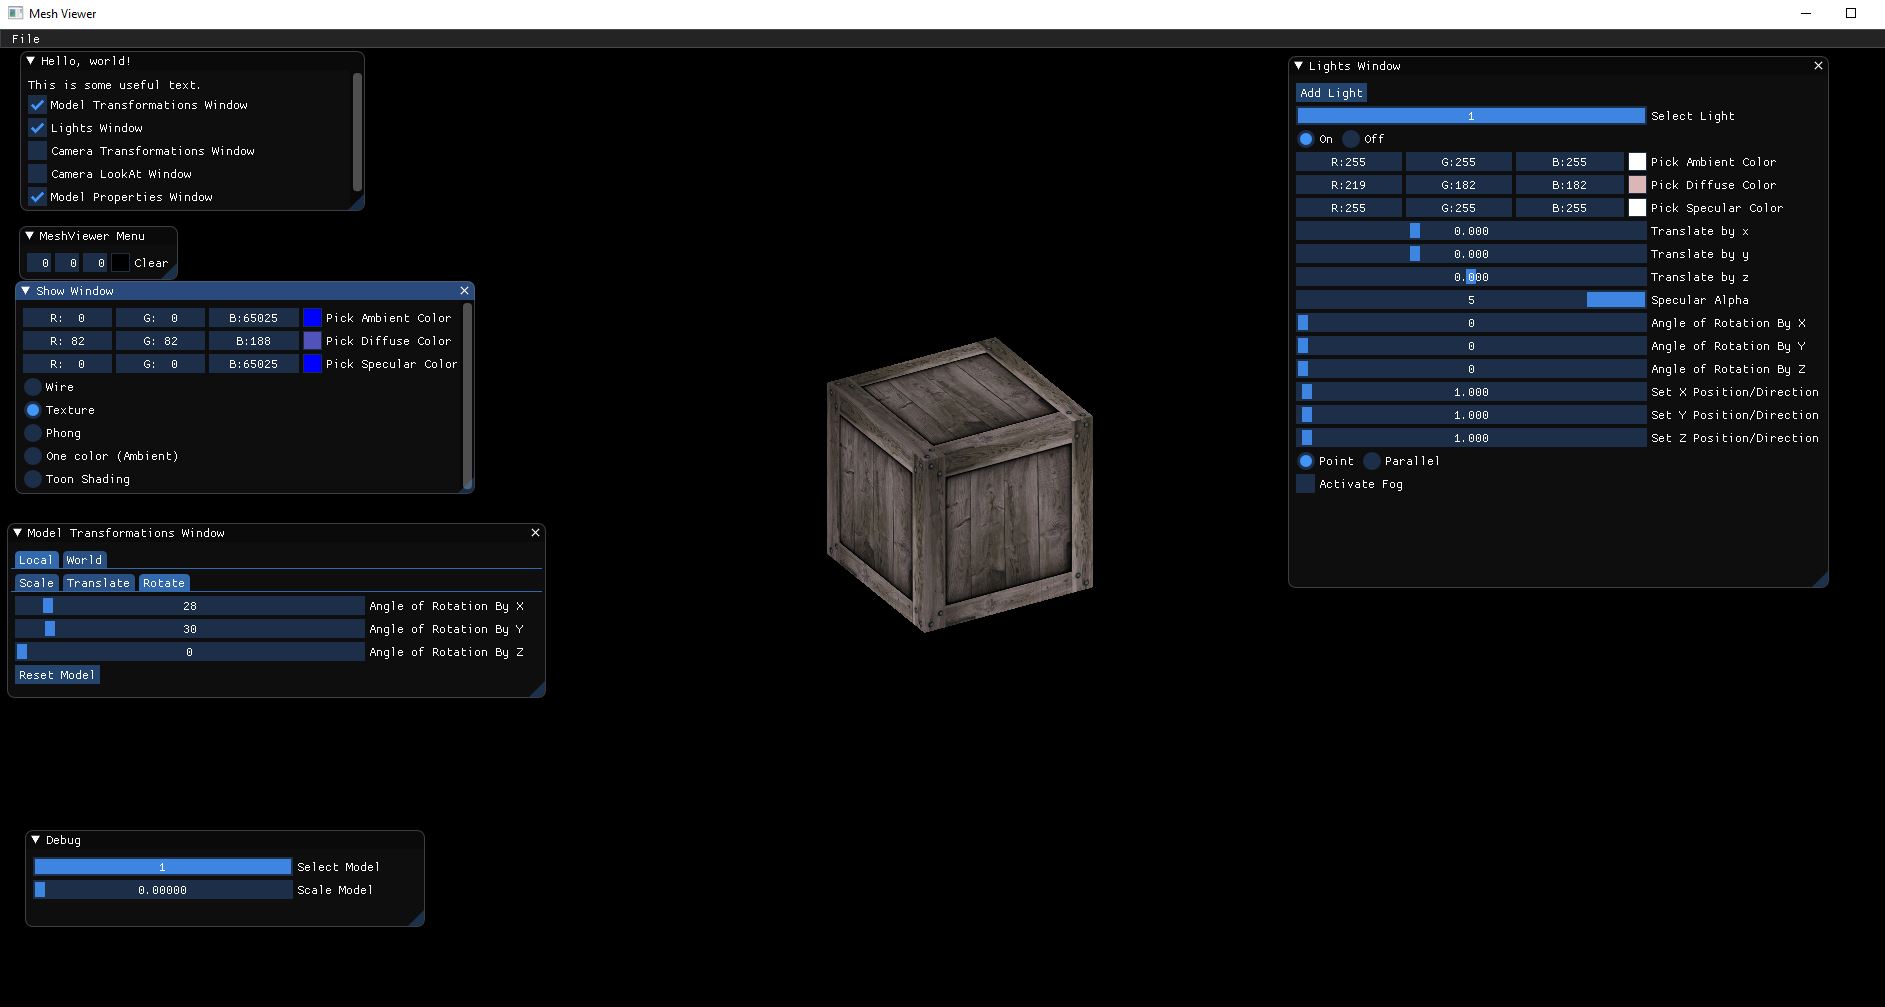 Mesh Viewer
File
Hello, world!
This is some useful text.
Model Transformations Window
Lights Window
Camera Transformations Window
Camera LookAt Window
Model Properties Window
MeshViewer Menu
0 0 0 Clear
Show Window
R: 0 G: 0 B:65025 Pick Ambient Color
R: 82 G: 82 B:188 Pick Diffuse Color
R: 0 G: 0 B:65025 Pick Specular Color
Wire
Texture
Phong
One color (Ambient)
Toon Shading
Model Transformations Window
Local World
Scale Translate Rotate
28 Angle of Rotation By X
30 Angle of Rotation By Y
0 Angle of Rotation By Z
Reset Model
Debug
1 Select Model
0.00000 Scale Model
Lights Window
Add Light
1 Select Light
On Off
R:255 G:255 B:255 Pick Ambient Color
R:219 G:182 B:182 Pick Diffuse Color
R:255 G:255 B:255 Pick Specular Color
0.000 Translate by x
0.000 Translate by y
0.000 Translate by z
5 Specular Alpha
0 Angle of Rotation By X
0 Angle of Rotation By Y
0 Angle of Rotation By Z
1.000 Set X Position/Direction
1.000 Set Y Position/Direction
1.000 Set Z Position/Direction
Point Parallel
Activate Fog